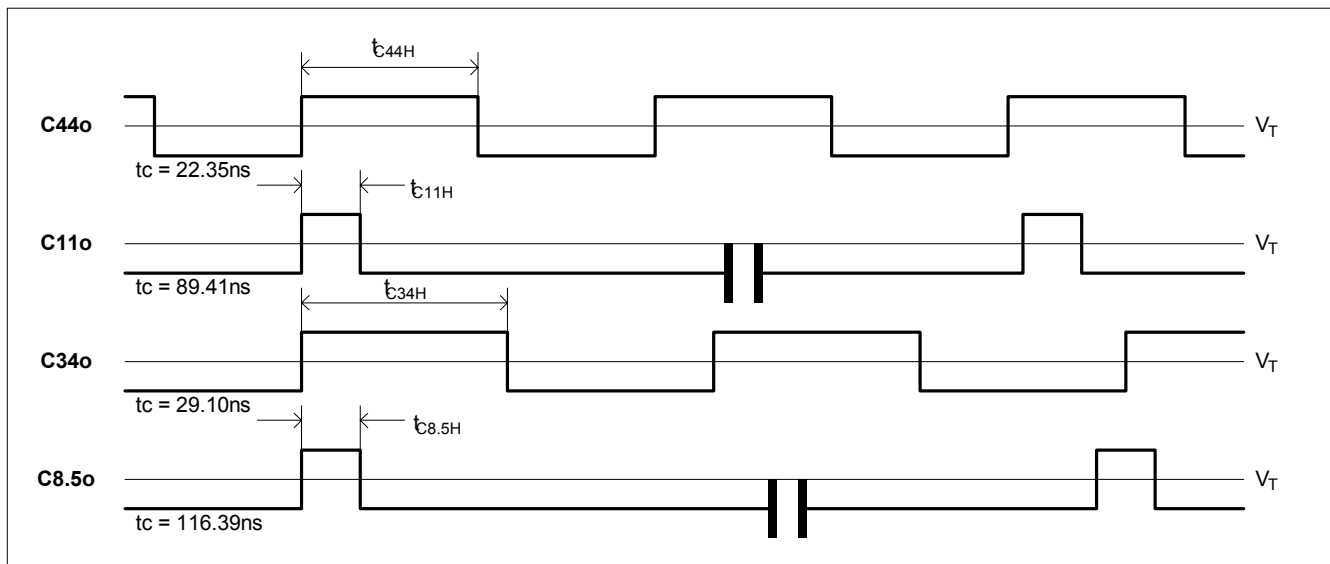 tC44H
C44o
VT
tc = 22.35ns
tC11H
C11o
VT
tc = 89.41ns
tC34H
C34o
VT
tc = 29.10ns
tC8.5H
C8.5o
VT
tc = 116.39ns